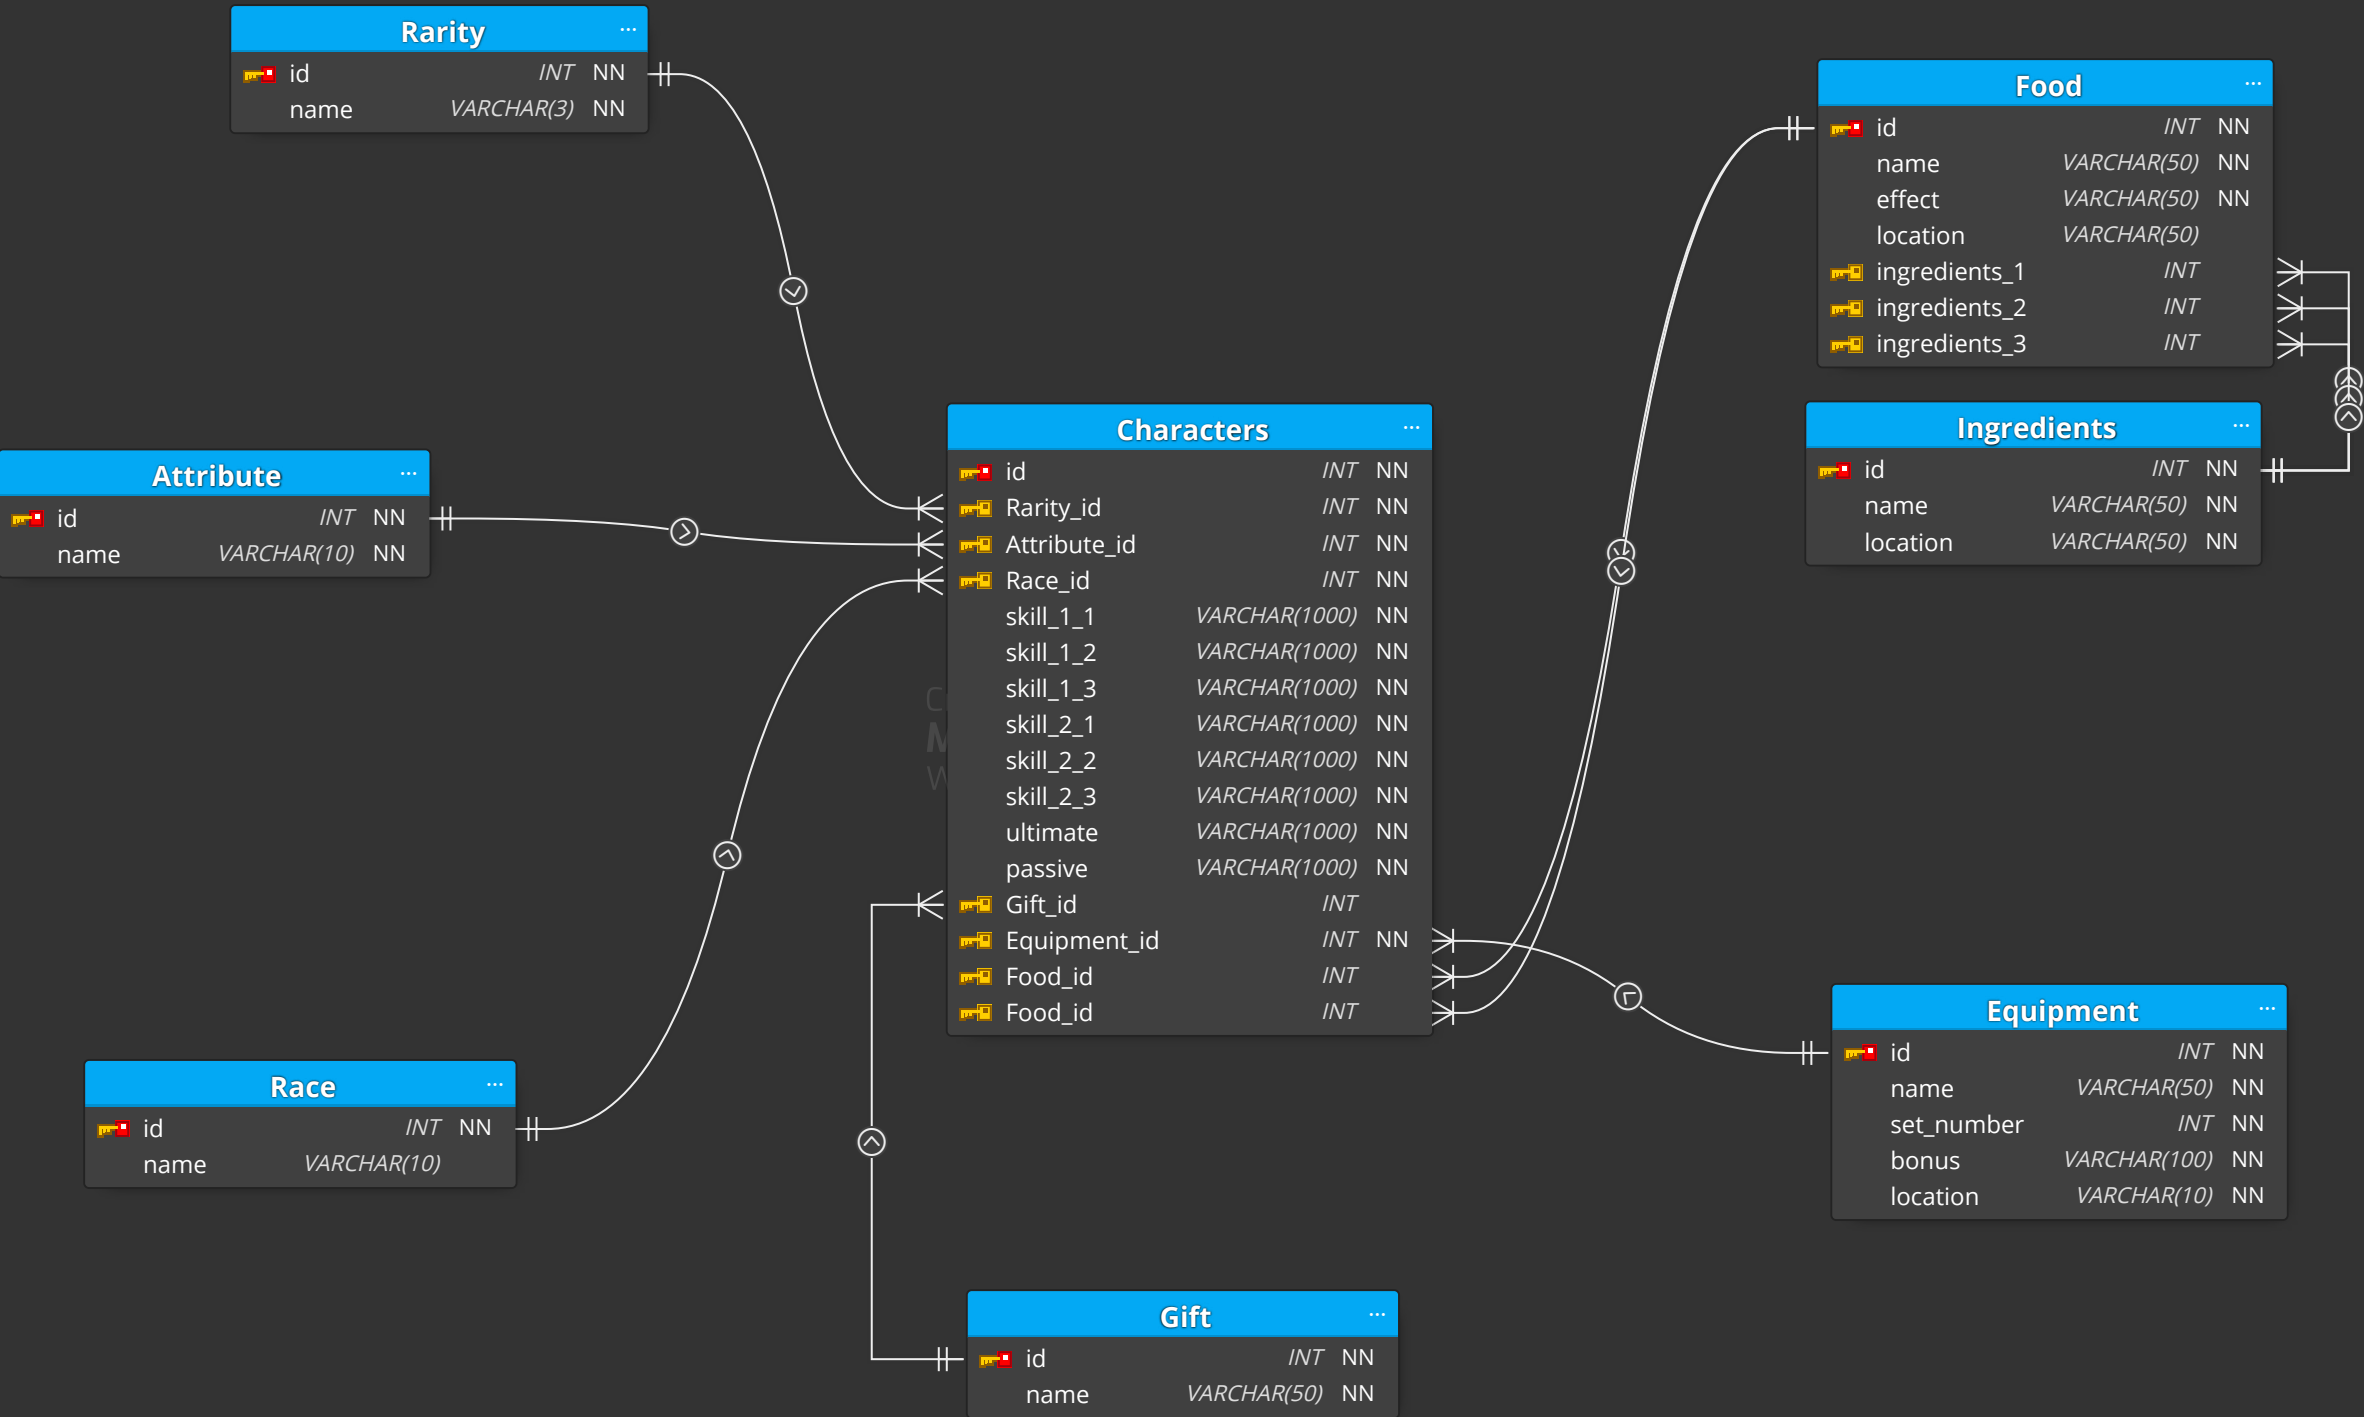 Rarity ...
id INT NN
name VARCHAR(3) NN
Food ...
id INT NN
name VARCHAR(50) NN
effect VARCHAR(50) NN
location VARCHAR(50)
ingredients_1 INT
ingredients_2 INT
ingredients_3 INT
Ingredients ...
id INT NN
name VARCHAR(50) NN
location VARCHAR(50) NN
Attribute ...
id INT NN
name VARCHAR(10) NN
Characters ...
id INT NN
Rarity_id INT NN
Attribute_id INT NN
Race_id INT NN
skill_1_1 VARCHAR(1000) NN
skill_1_2 VARCHAR(1000) NN
skill_1_3 VARCHAR(1000) NN
skill_2_1 VARCHAR(1000) NN
skill_2_2 VARCHAR(1000) NN
skill_2_3 VARCHAR(1000) NN
ultimate VARCHAR(1000) NN
passive VARCHAR(1000) NN
Gift_id INT
Equipment_id INT NN
Food_id INT
Food_id INT
Race ...
id INT NN
name VARCHAR(10)
Equipment ...
id INT NN
name VARCHAR(50) NN
set_number INT NN
bonus VARCHAR(100) NN
location VARCHAR(10) NN
Gift ...
id INT NN
name VARCHAR(50) NN